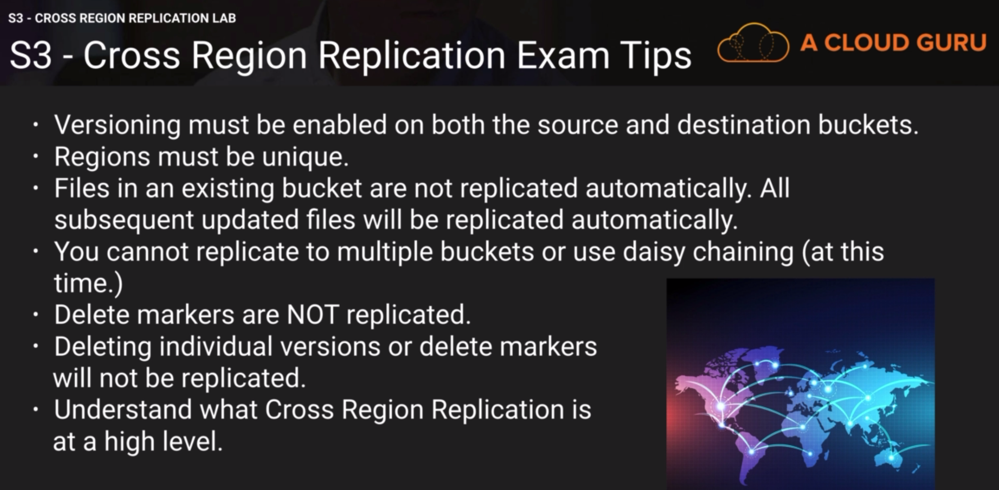 S3 - CROSS REGION REPLICATION LAB
S3 - Cross Region Replication Exam Tips
A CLOUD GURU
• Versioning must be enabled on both the source and destination buckets.
• Regions must be unique.
• Files in an existing bucket are not replicated automatically. All
subsequent updated files will be replicated automatically.
• You cannot replicate to multiple buckets or use daisy chaining (at this
time.)
• Delete markers are NOT replicated.
• Deleting individual versions or delete markers
will not be replicated.
• Understand what Cross Region Replication is
at a high level.